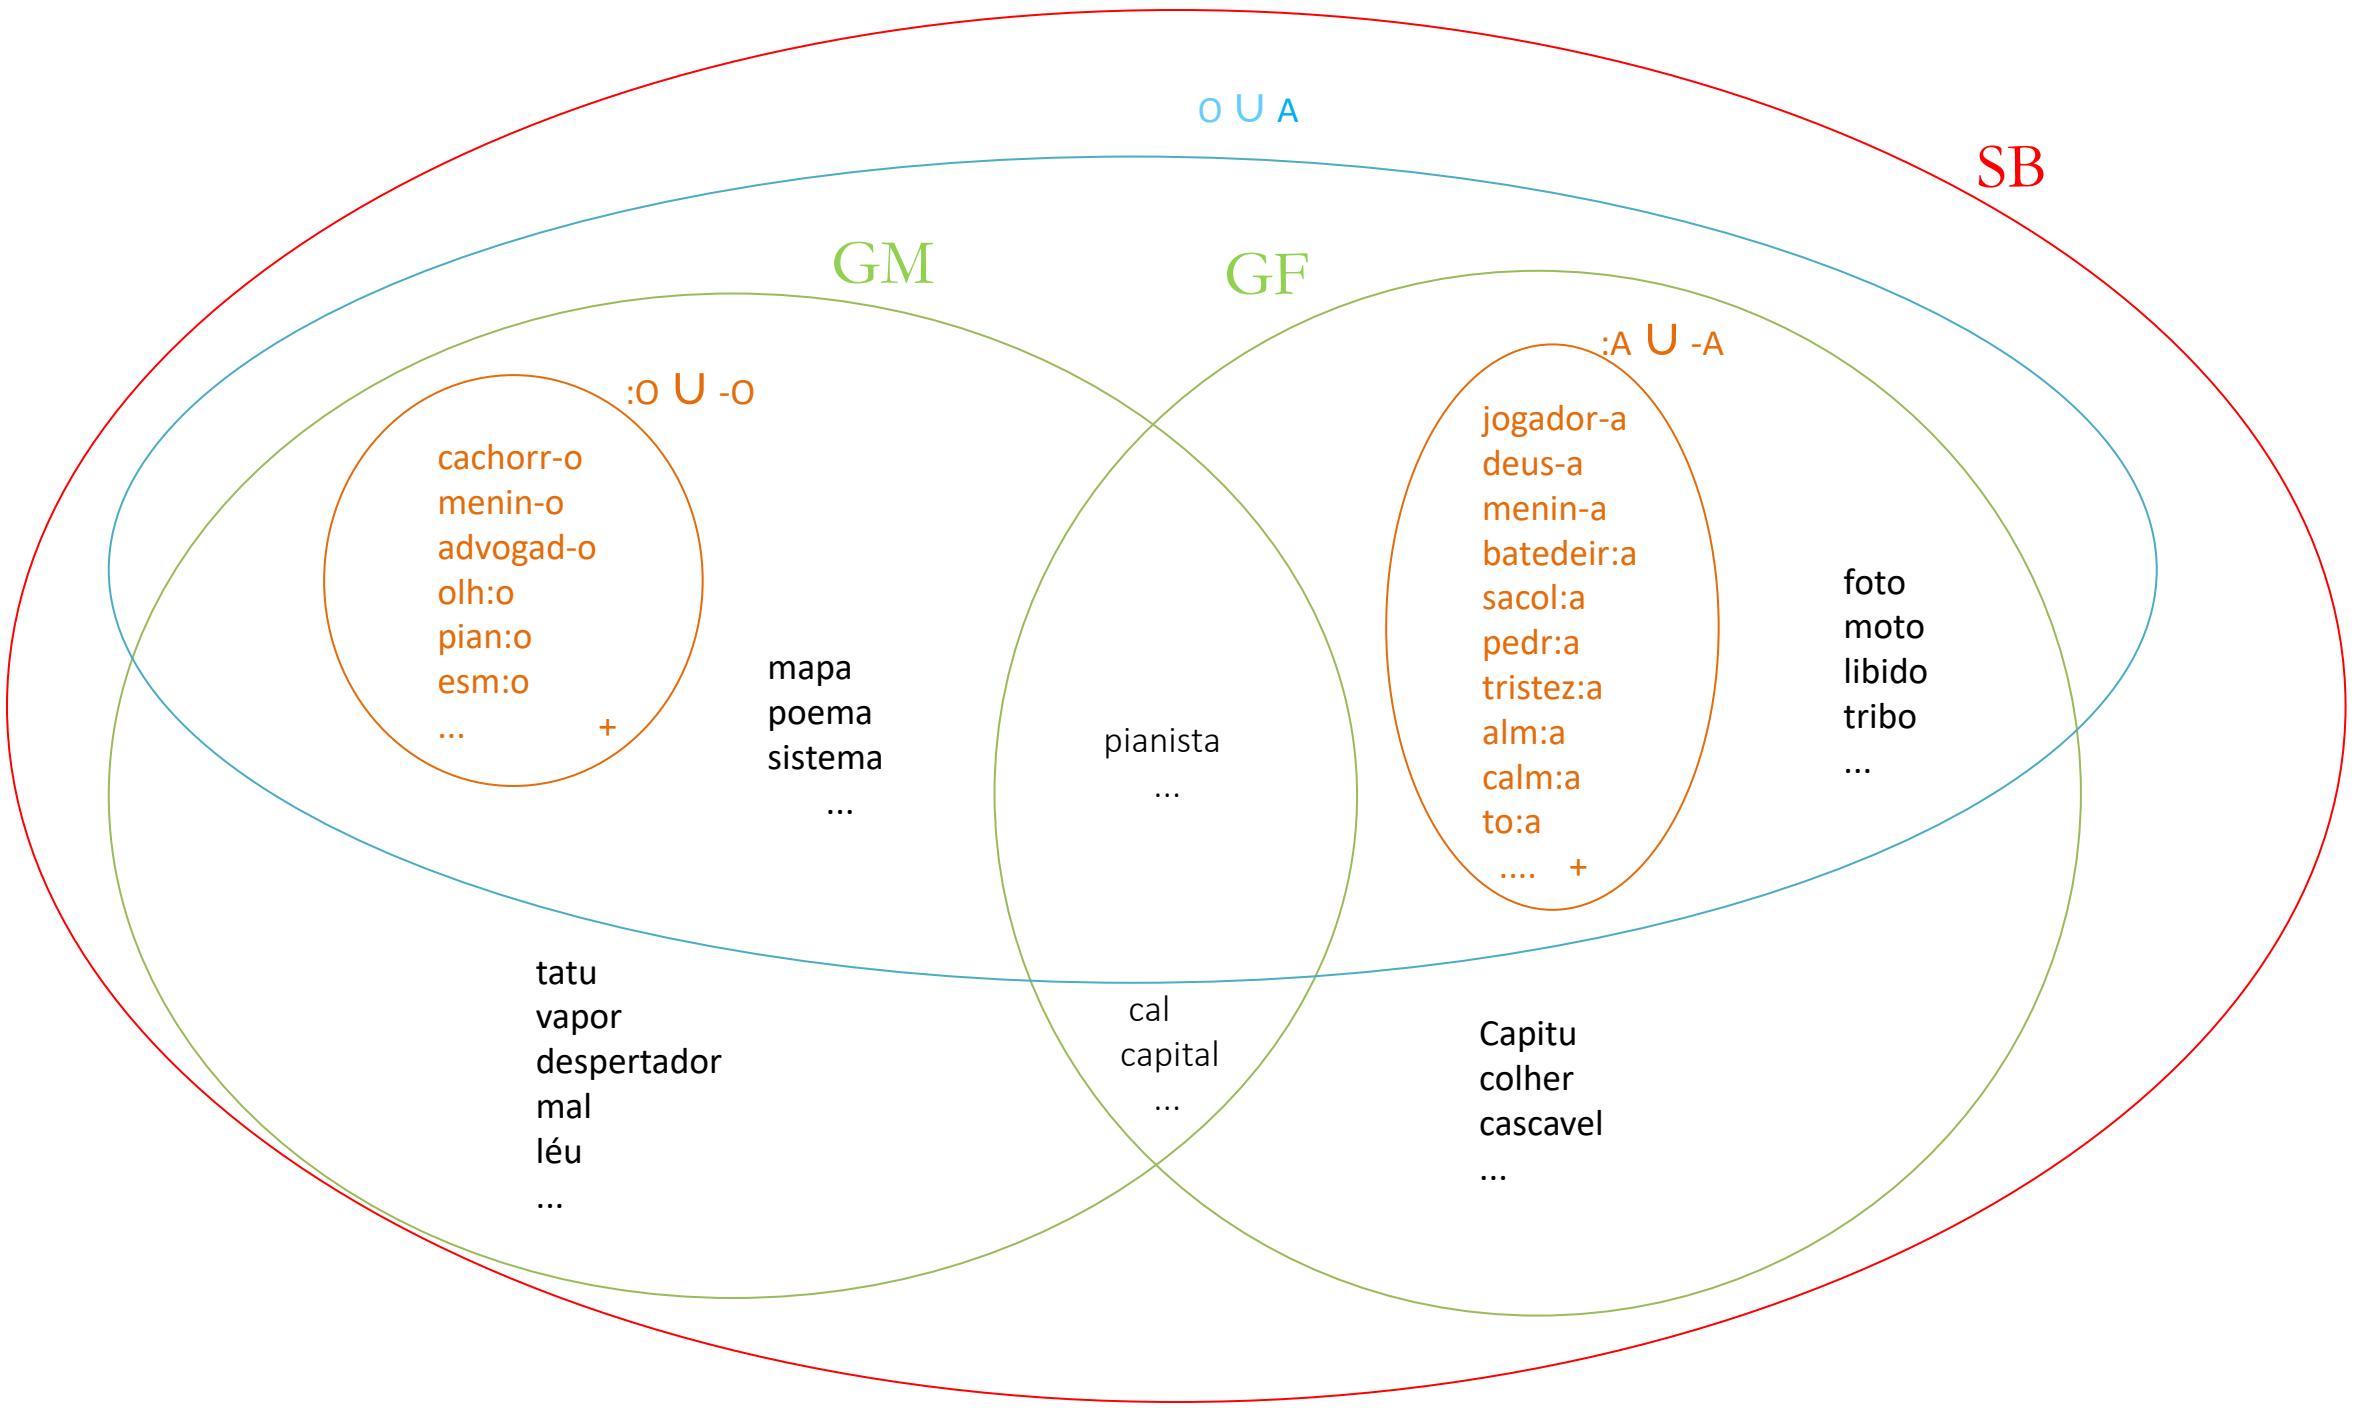 O ∪ A
SB
GM
GF
:O ∪ -O
cachorr-o
menin-o
advogad-o
olh:o
pian:o
esm:o
... +
mapa
poema
sistema
...
pianista
...
:A ∪ -A
jogador-a
deus-a
menin-a
batedeir:a
sacol:a
pedr:a
tristez:a
alm:a
calm:a
to:a
.... +
foto
moto
libido
tribo
...
tatu
vapor
despertador
mal
léu
...
cal
capital
...
Capitu
colher
cascavel
...